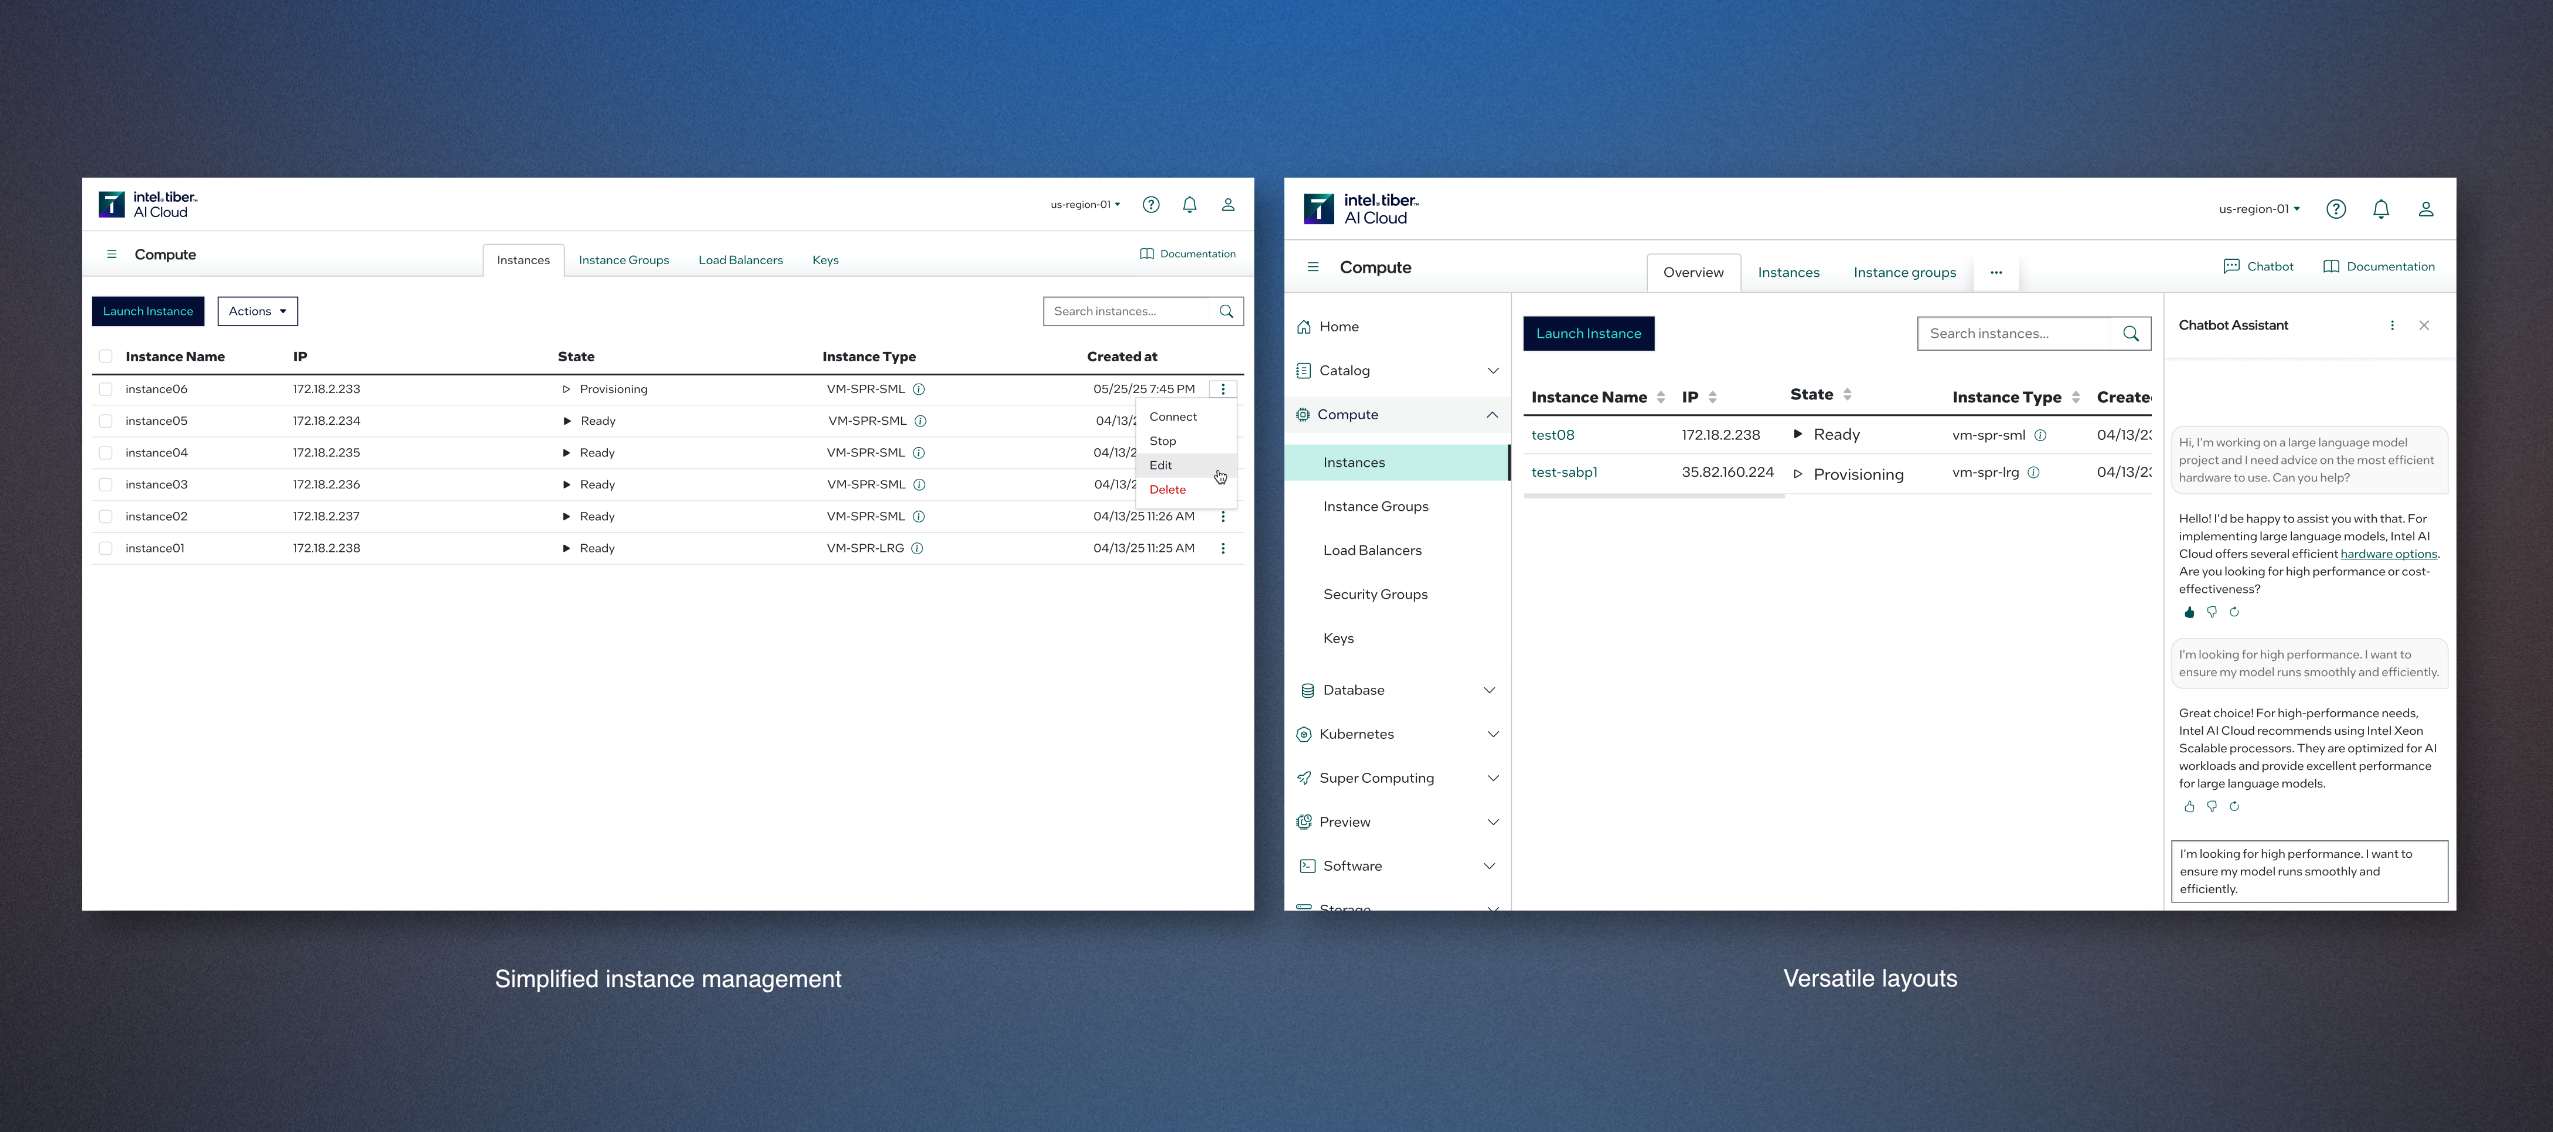 intel.tiber™
AI Cloud
us-region-01
Compute
Instances
Instance Groups
Load Balancers
Keys
Documentation
Launch Instance
Actions
Search instances...
Instance Name IP State Instance Type Created at
instance06 172.18.2.233 Provisioning VM-SPR-SML 05/25/25 7:45 PM
instance05 172.18.2.234 Ready VM-SPR-SML 04/13/2
instance04 172.18.2.235 Ready VM-SPR-SML 04/13/2
instance03 172.18.2.236 Ready VM-SPR-SML 04/13/2
instance02 172.18.2.237 Ready VM-SPR-SML 04/13/25 11:26 AM
instance01 172.18.2.238 Ready VM-SPR-LRG 04/13/25 11:25 AM
Connect
Stop
Edit
Delete
Simplified instance management
intel.tiber™
AI Cloud
us-region-01
Compute
Overview
Instances
Instance groups
...
Chatbot
Documentation
Home
Catalog
Compute
Instances
Instance Groups
Load Balancers
Security Groups
Keys
Database
Kubernetes
Super Computing
Preview
Software
Storage
Launch Instance
Search instances...
Instance Name IP State Instance Type Create
test08 172.18.2.238 Ready vm-spr-sml 04/13/23
test-sabp1 35.82.160.224 Provisioning vm-spr-lrg 04/13/23
Chatbot Assistant
Hi, I'm working on a large language model
project and I need advice on the most efficient
hardware to use. Can you help?
Hello! I'd be happy to assist you with that. For
implementing large language models, Intel AI
Cloud offers several efficient hardware options.
Are you looking for high performance or cost-
effectiveness?
I'm looking for high performance. I want to
ensure my model runs smoothly and efficiently.
Great choice! For high-performance needs,
Intel AI Cloud recommends using Intel Xeon
Scalable processors. They are optimized for AI
workloads and provide excellent performance
for large language models.
I'm looking for high performance. I want to
ensure my model runs smoothly and
efficiently.
Versatile layouts